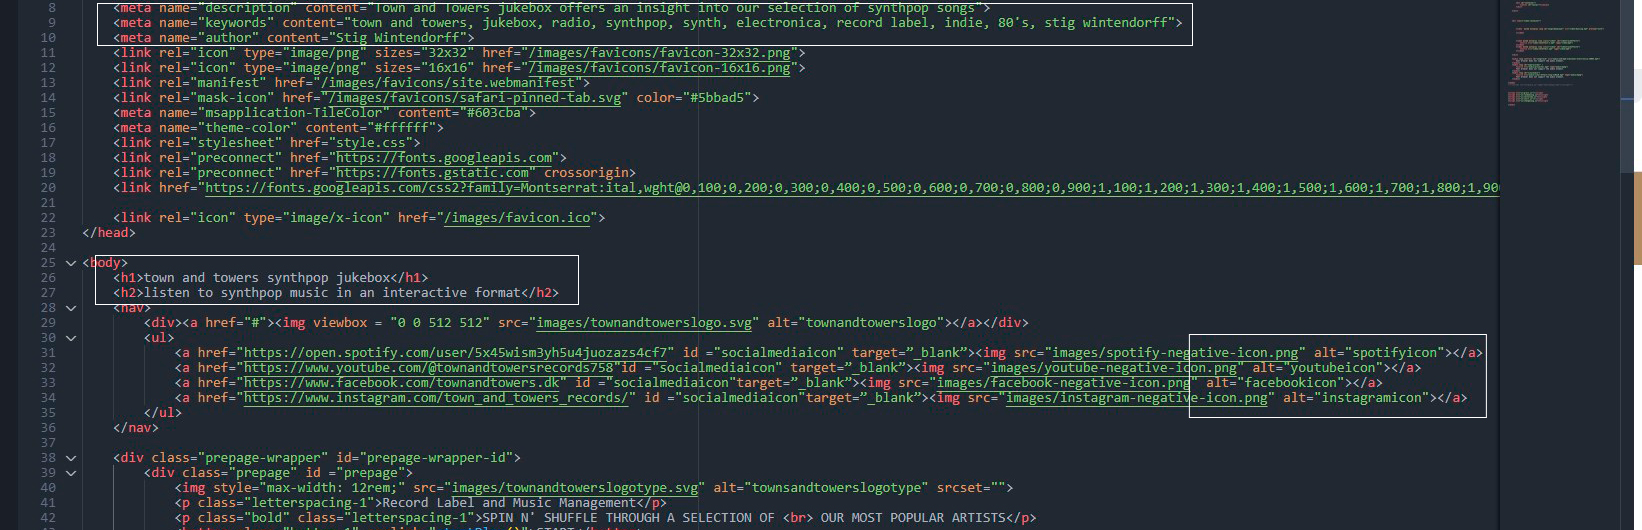 8 <meta name="description" content="Town and Towers jukebox offers an insight into our selection of synthpop songs">
9 <meta name="keywords" content="town and towers, jukebox, radio, synthpop, synth, electronica, record label, indie, 80's, stig wintendorff">
10 <meta name="author" content="Stig Wintendorff">
11 <link rel="icon" type="image/png" sizes="32x32" href="/images/favicons/favicon-32x32.png">
12 <link rel="icon" type="image/png" sizes="16x16" href="/images/favicons/favicon-16x16.png">
13 <link rel="manifest" href="/images/favicons/site.webmanifest">
14 <link rel="mask-icon" href="/images/favicons/safari-pinned-tab.svg" color="#5bbad5">
15 <meta name="msapplication-TileColor" content="#603cba">
16 <meta name="theme-color" content="#ffffff">
17 <link rel="stylesheet" href="style.css">
18 <link rel="preconnect" href="https://fonts.googleapis.com">
19 <link rel="preconnect" href="https://fonts.gstatic.com" crossorigin>
20 <link href="https://fonts.googleapis.com/css2?family=Montserrat:ital,wght@0,100;0,200;0,300;0,400;0,500;0,600;0,700;0,800;0,900;1,100;1,200;1,300;1,400;1,500;1,600;1,700;1,800;1,90
21
22 <link rel="icon" type="image/x-icon" href="/images/favicon.ico">
23 </head>
24
25 <body>
26 <h1>town and towers synthpop jukebox</h1>
27 <h2>listen to synthpop music in an interactive format</h2>
28 <nav>
29 <div><a href="#"><img viewbox = "0 0 512 512" src="images/townandtowerslogo.svg" alt="townandtowerslogo"></a></div>
30 <ul>
31 <a href="https://open.spotify.com/user/5x45wism3yh5u4juozazs4cf7" id ="socialmediaicon" target=”_blank”><img src="images/spotify-negative-icon.png" alt="spotifyicon"></a>
32 <a href="https://www.youtube.com/@townandtowersrecords758"id ="socialmediaicon" target=”_blank”><img src="images/youtube-negative-icon.png" alt="youtubeicon"></a>
33 <a href="https://www.facebook.com/townandtowers.dk" id ="socialmediaicon"target=”_blank”><img src="images/facebook-negative-icon.png" alt="facebookicon"></a>
34 <a href="https://www.instagram.com/town_and_towers_records/" id ="socialmediaicon"target=”_blank”><img src="images/instagram-negative-icon.png" alt="instagramicon"></a>
35 </ul>
36 </nav>
37
38 <div class="prepage-wrapper" id="prepage-wrapper-id">
39 <div class="prepage" id ="prepage">
40 <img style="max-width: 12rem;" src="images/townandtowerslogotype.svg" alt="townsandtowerslogotype" srcset="">
41 <p class="letterspacing-1">Record Label and Music Management</p>
42 <p class="bold" class="letterspacing-1">SPIN N' SHUFFLE THROUGH A SELECTION OF <br> OUR MOST POPULAR ARTISTS</p>